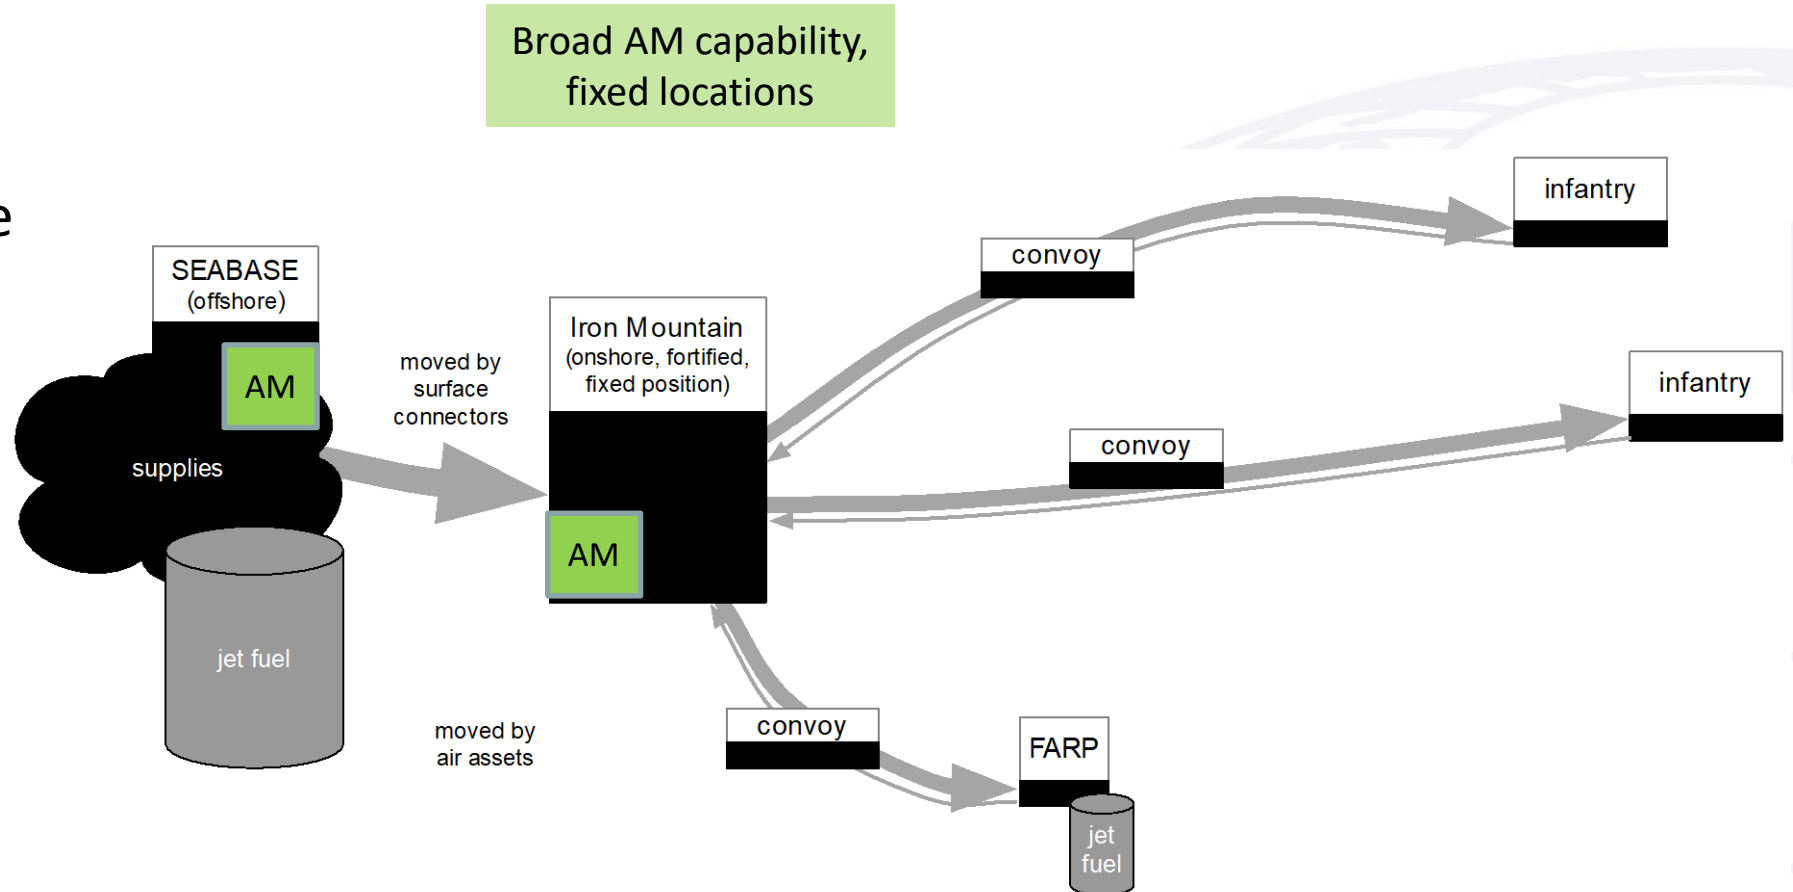 Broad AM capability,
fixed locations
e
SEABASE
(offshore)
AM
supplies
jet fuel
moved by
surface
connectors
moved by
air assets
Iron Mountain
(onshore, fortified,
fixed position)
AM
convoy
infantry
convoy
infantry
convoy
FARP
jet
fuel